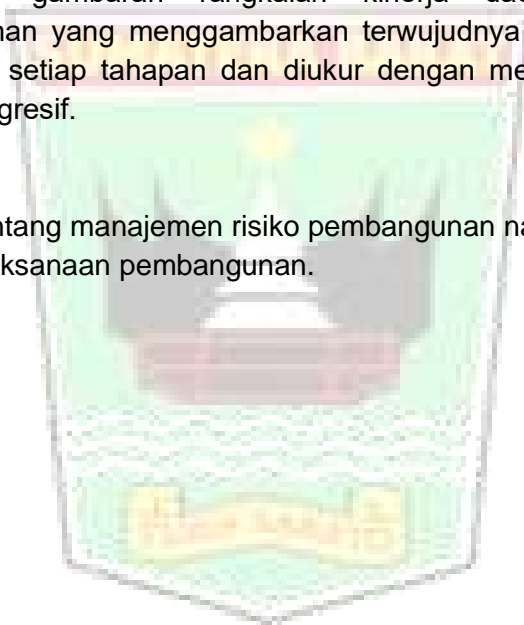 gambaran rangkaian kinerja
yang menggambarkan terwujudnya
setiap tahapan dan diukur dengan me
gresif.
ntang manajemen risiko pembangunan na
ksanaan pembangunan.